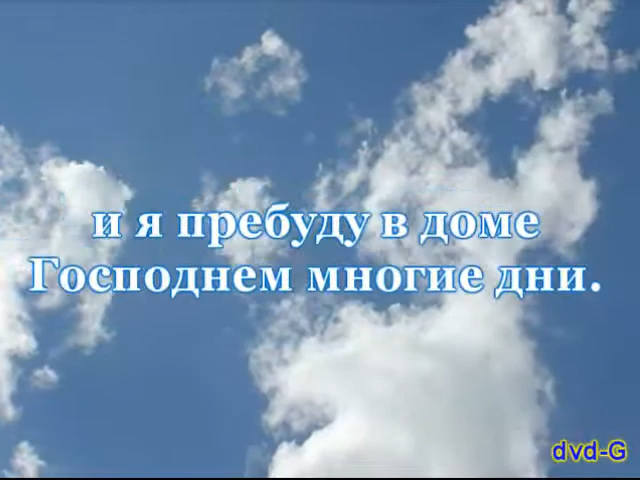 и я пребуду в доме
Господнем многие дни.
dvd-G